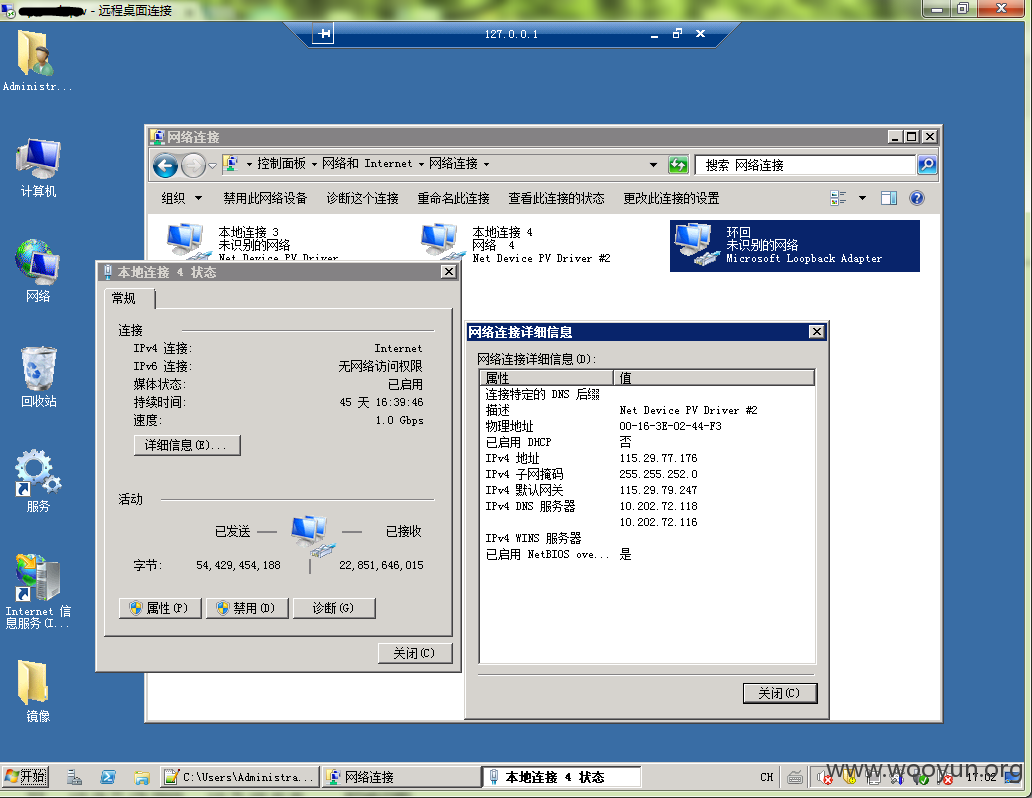 - 远程桌面连接
127.0.0.1
Administr...
计算机
网络
回收站
服务
Internet 信
息服务(I...
镜像
网络连接
控制面板 网络和 Internet 网络连接
搜索 网络连接
组织 禁用此网络设备 诊断这个连接 重命名此连接 查看此连接的状态 更改此连接的设置
本地连接 3
未识别的网络
Net Device PV Driver
本地连接 4
网络 4
Net Device PV Driver #2
环回
未识别的网络
Microsoft Loopback Adapter
本地连接 4 状态
常规
连接
IPv4 连接: Internet
IPv6 连接: 无网络访问权限
媒体状态: 已启用
持续时间: 45 天 16:39:46
速度: 1.0 Gbps
详细信息(E)...
活动
已发送 — — 已接收
字节: 54,429,454,188 22,851,646,015
属性(P) 禁用(D) 诊断(G)
关闭(C)
网络连接详细信息
网络连接详细信息(D):
属性 值
连接特定的 DNS 后缀
描述 Net Device PV Driver #2
物理地址 00-16-3E-02-44-F3
已启用 DHCP 否
IPv4 地址 115.29.77.176
IPv4 子网掩码 255.255.252.0
IPv4 默认网关 115.29.79.247
IPv4 DNS 服务器 10.202.72.118
10.202.72.116
IPv4 WINS 服务器
已启用 NetBIOS ove... 是
关闭(C)
开始 C:\Users\Administra... 网络连接 本地连接 4 状态 CH 17:02
www.wooyun.org